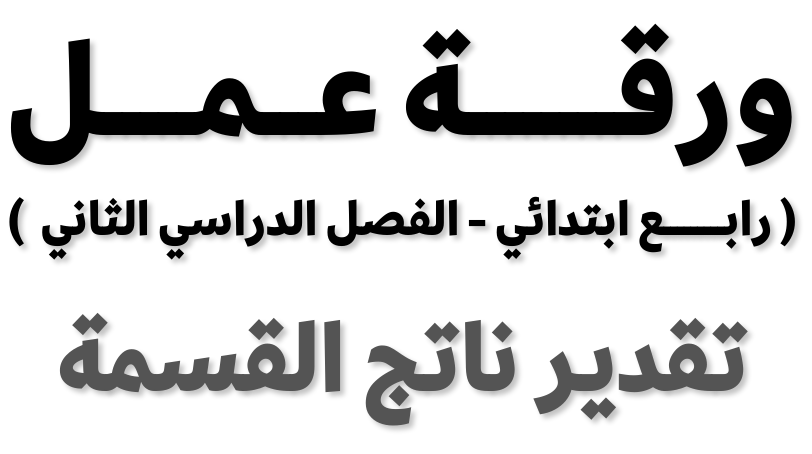 ورقة عمل
( رابع ابتدائي - الفصل الدراسي الثاني )
تقدير ناتج القسمة